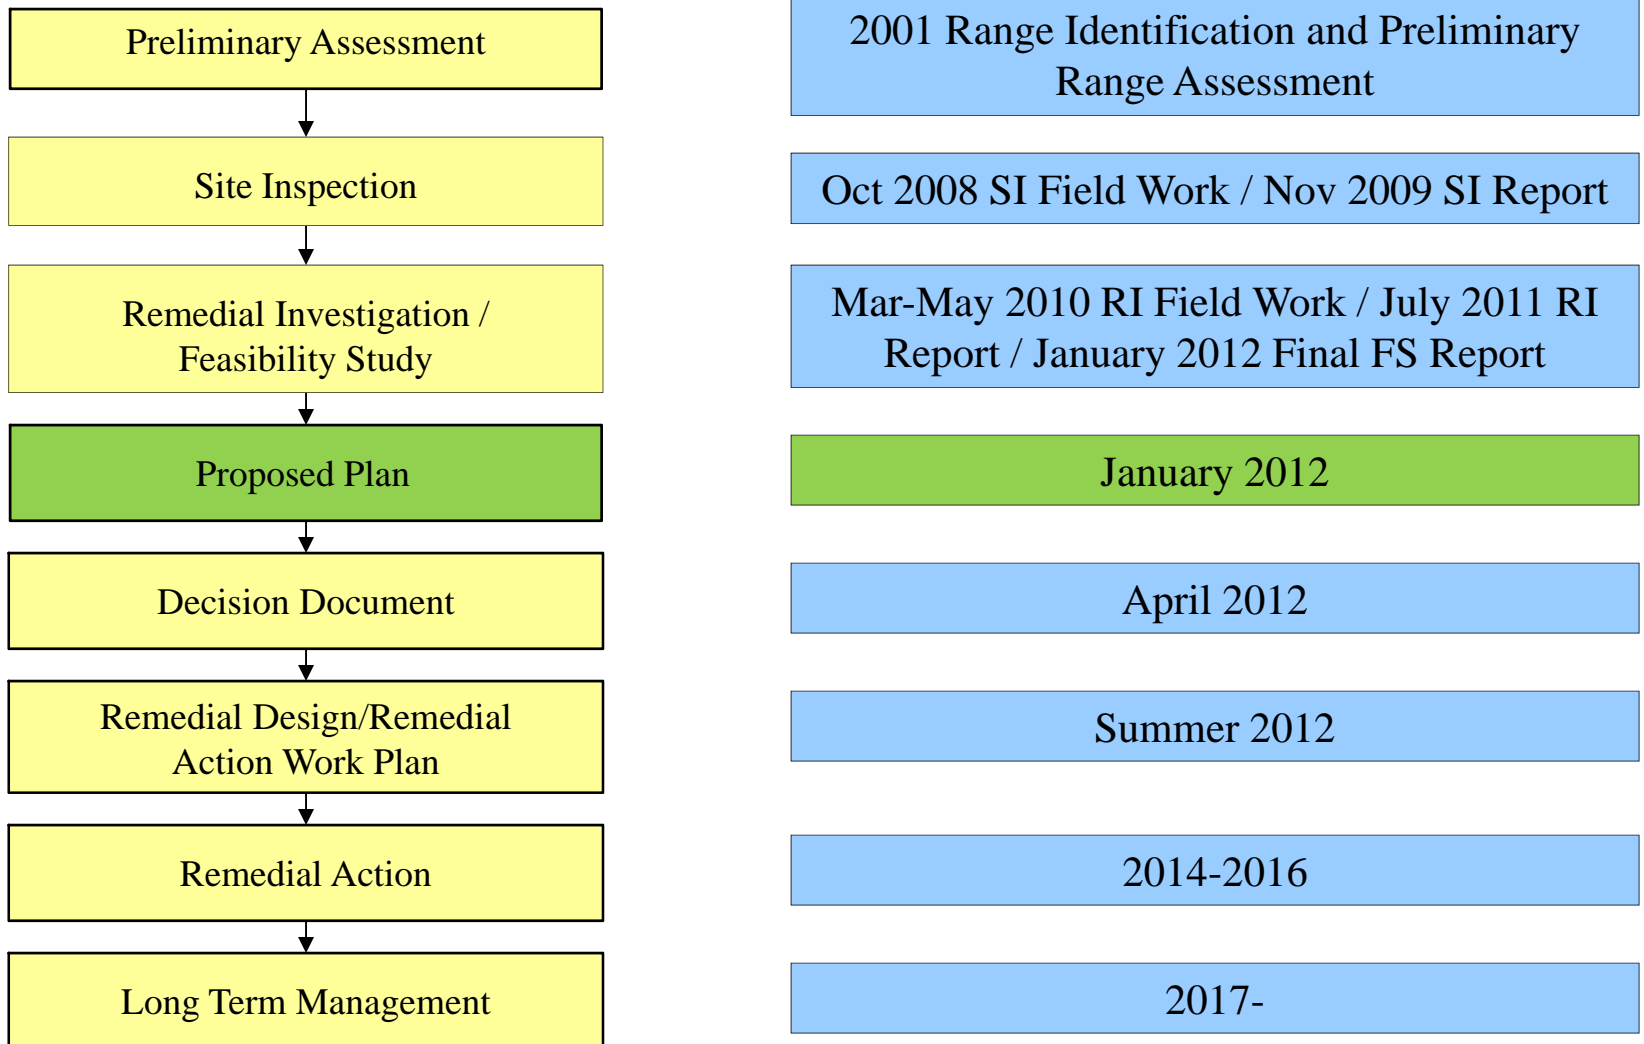 Preliminary Assessment
2001 Range Identification and Preliminary
Range Assessment
Site Inspection
Oct 2008 SI Field Work / Nov 2009 SI Report
Remedial Investigation /
Feasibility Study
Mar-May 2010 RI Field Work / July 2011 RI
Report / January 2012 Final FS Report
Proposed Plan
January 2012
Decision Document
April 2012
Remedial Design/Remedial
Action Work Plan
Summer 2012
Remedial Action
2014-2016
Long Term Management
2017-